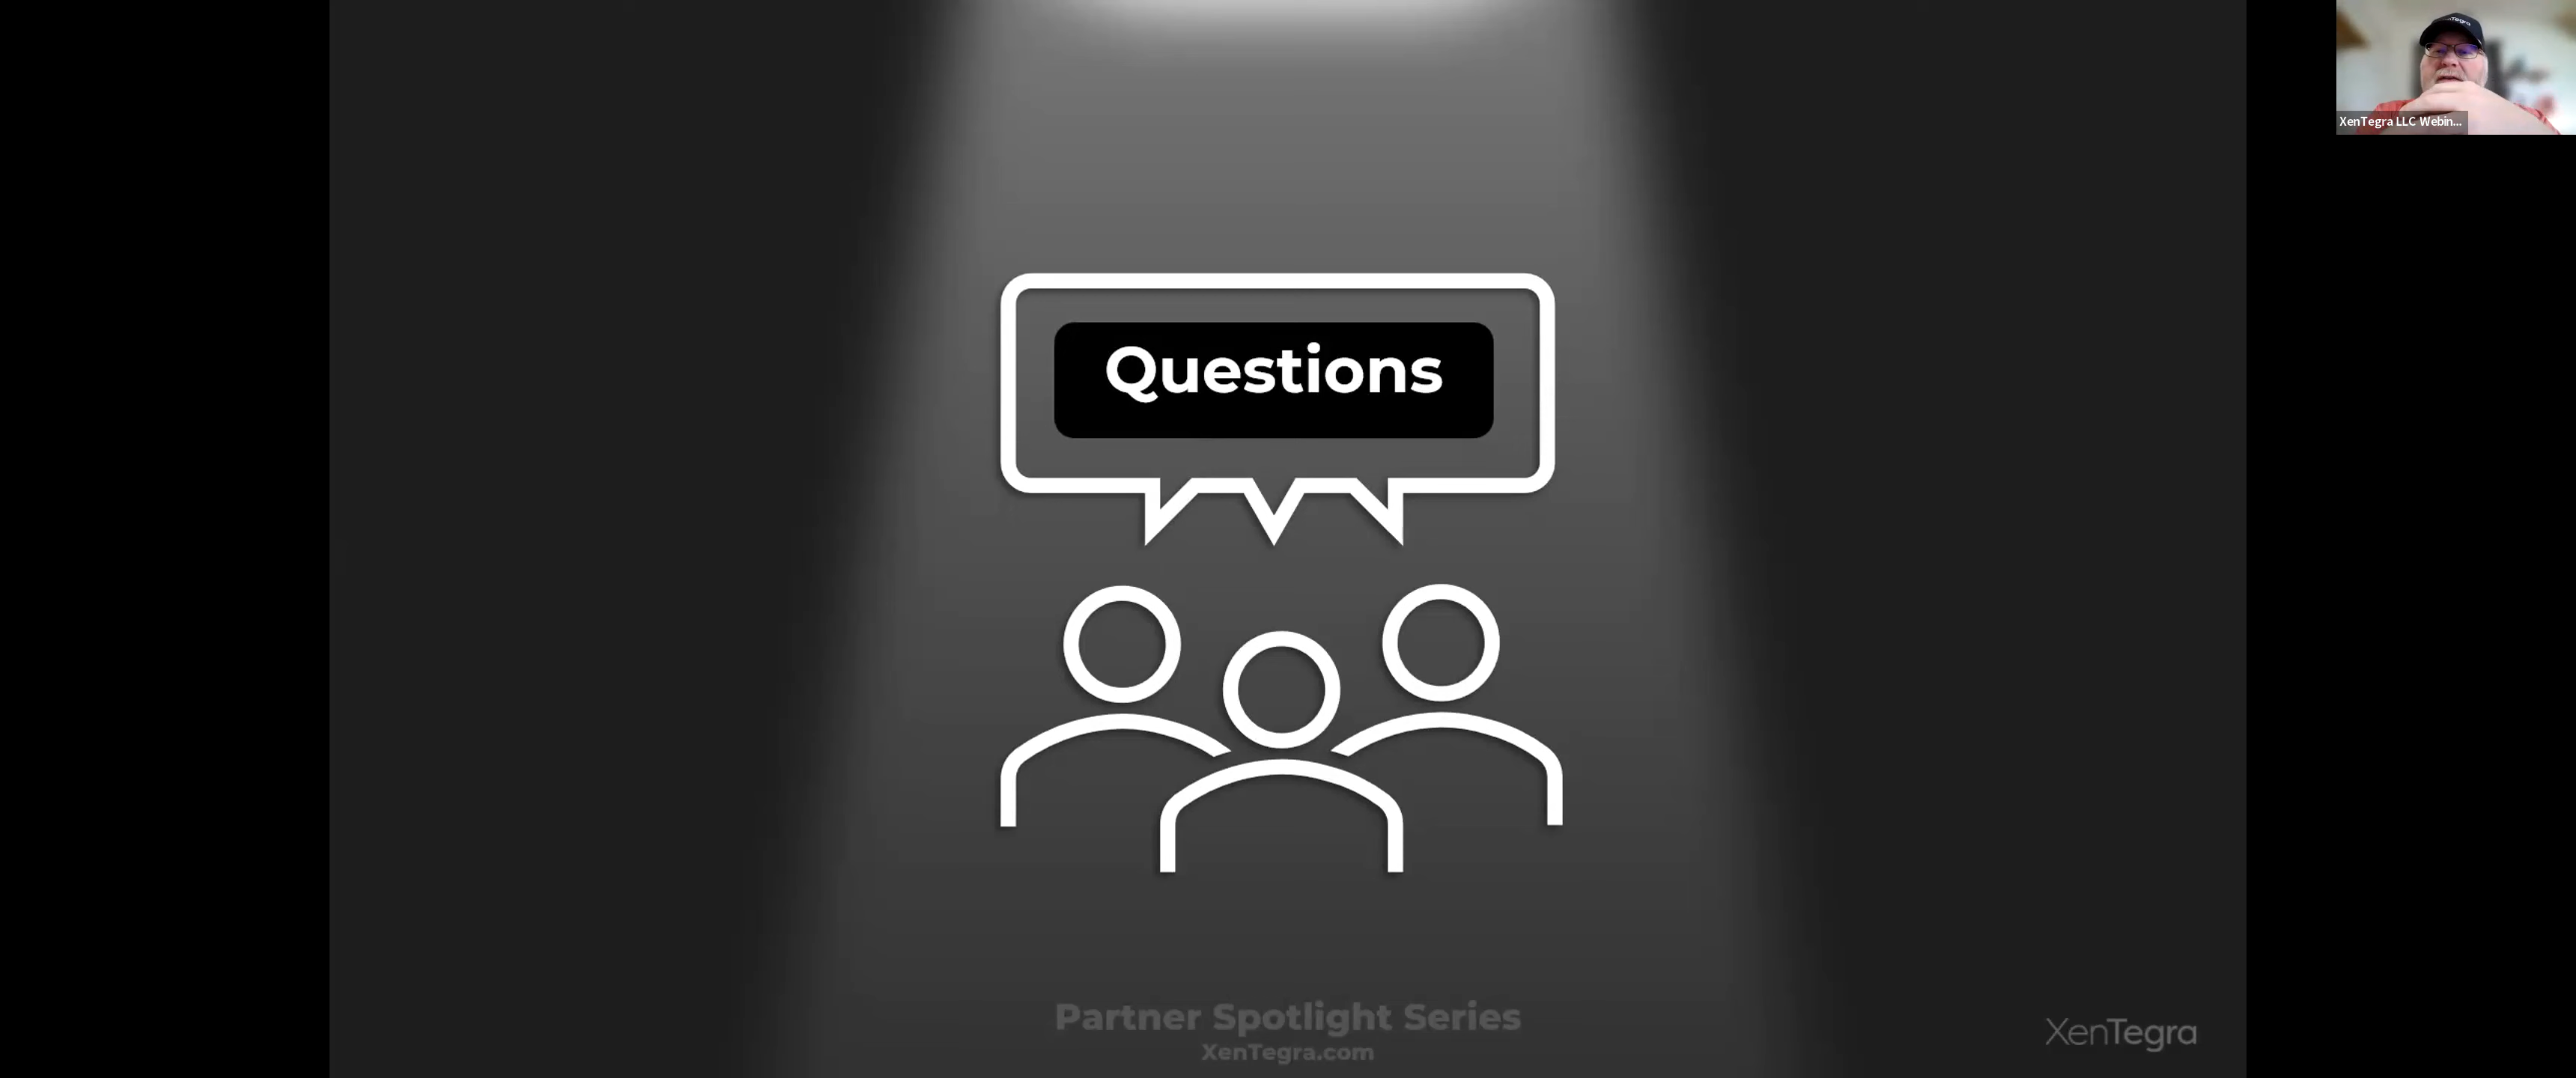 XenTegra LLC Webin...
Questions
Partner Spotlight Series
XenTegra.com
XenTegra